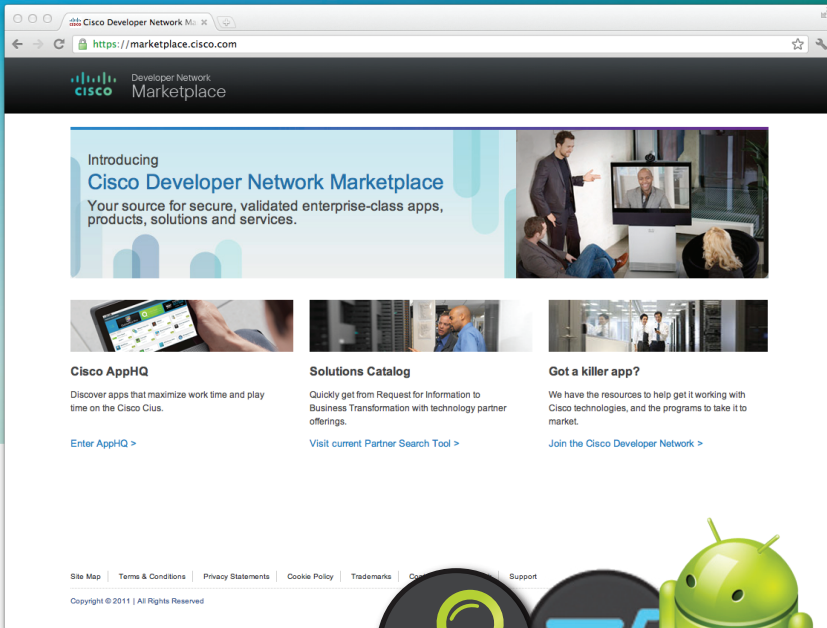 Cisco Developer Network Ma
https://marketplace.cisco.com
CISCO
Developer Network
Marketplace
Introducing
Cisco Developer Network Marketplace
Your source for secure, validated enterprise-class apps,
products, solutions and services.
Cisco AppHQ
Discover apps that maximize work time and play
time on the Cisco Cius.
Enter AppHQ >
Solutions Catalog
Quickly get from Request for Information to
Business Transformation with technology partner
offerings.
Visit current Partner Search Tool >
Got a killer app?
We have the resources to help get it working with
Cisco technologies, and the programs to take it to
market.
Join the Cisco Developer Network >
Site Map | Terms & Conditions | Privacy Statements | Cookie Policy | Trademarks | Support
Copyright © 2011 | All Rights Reserved